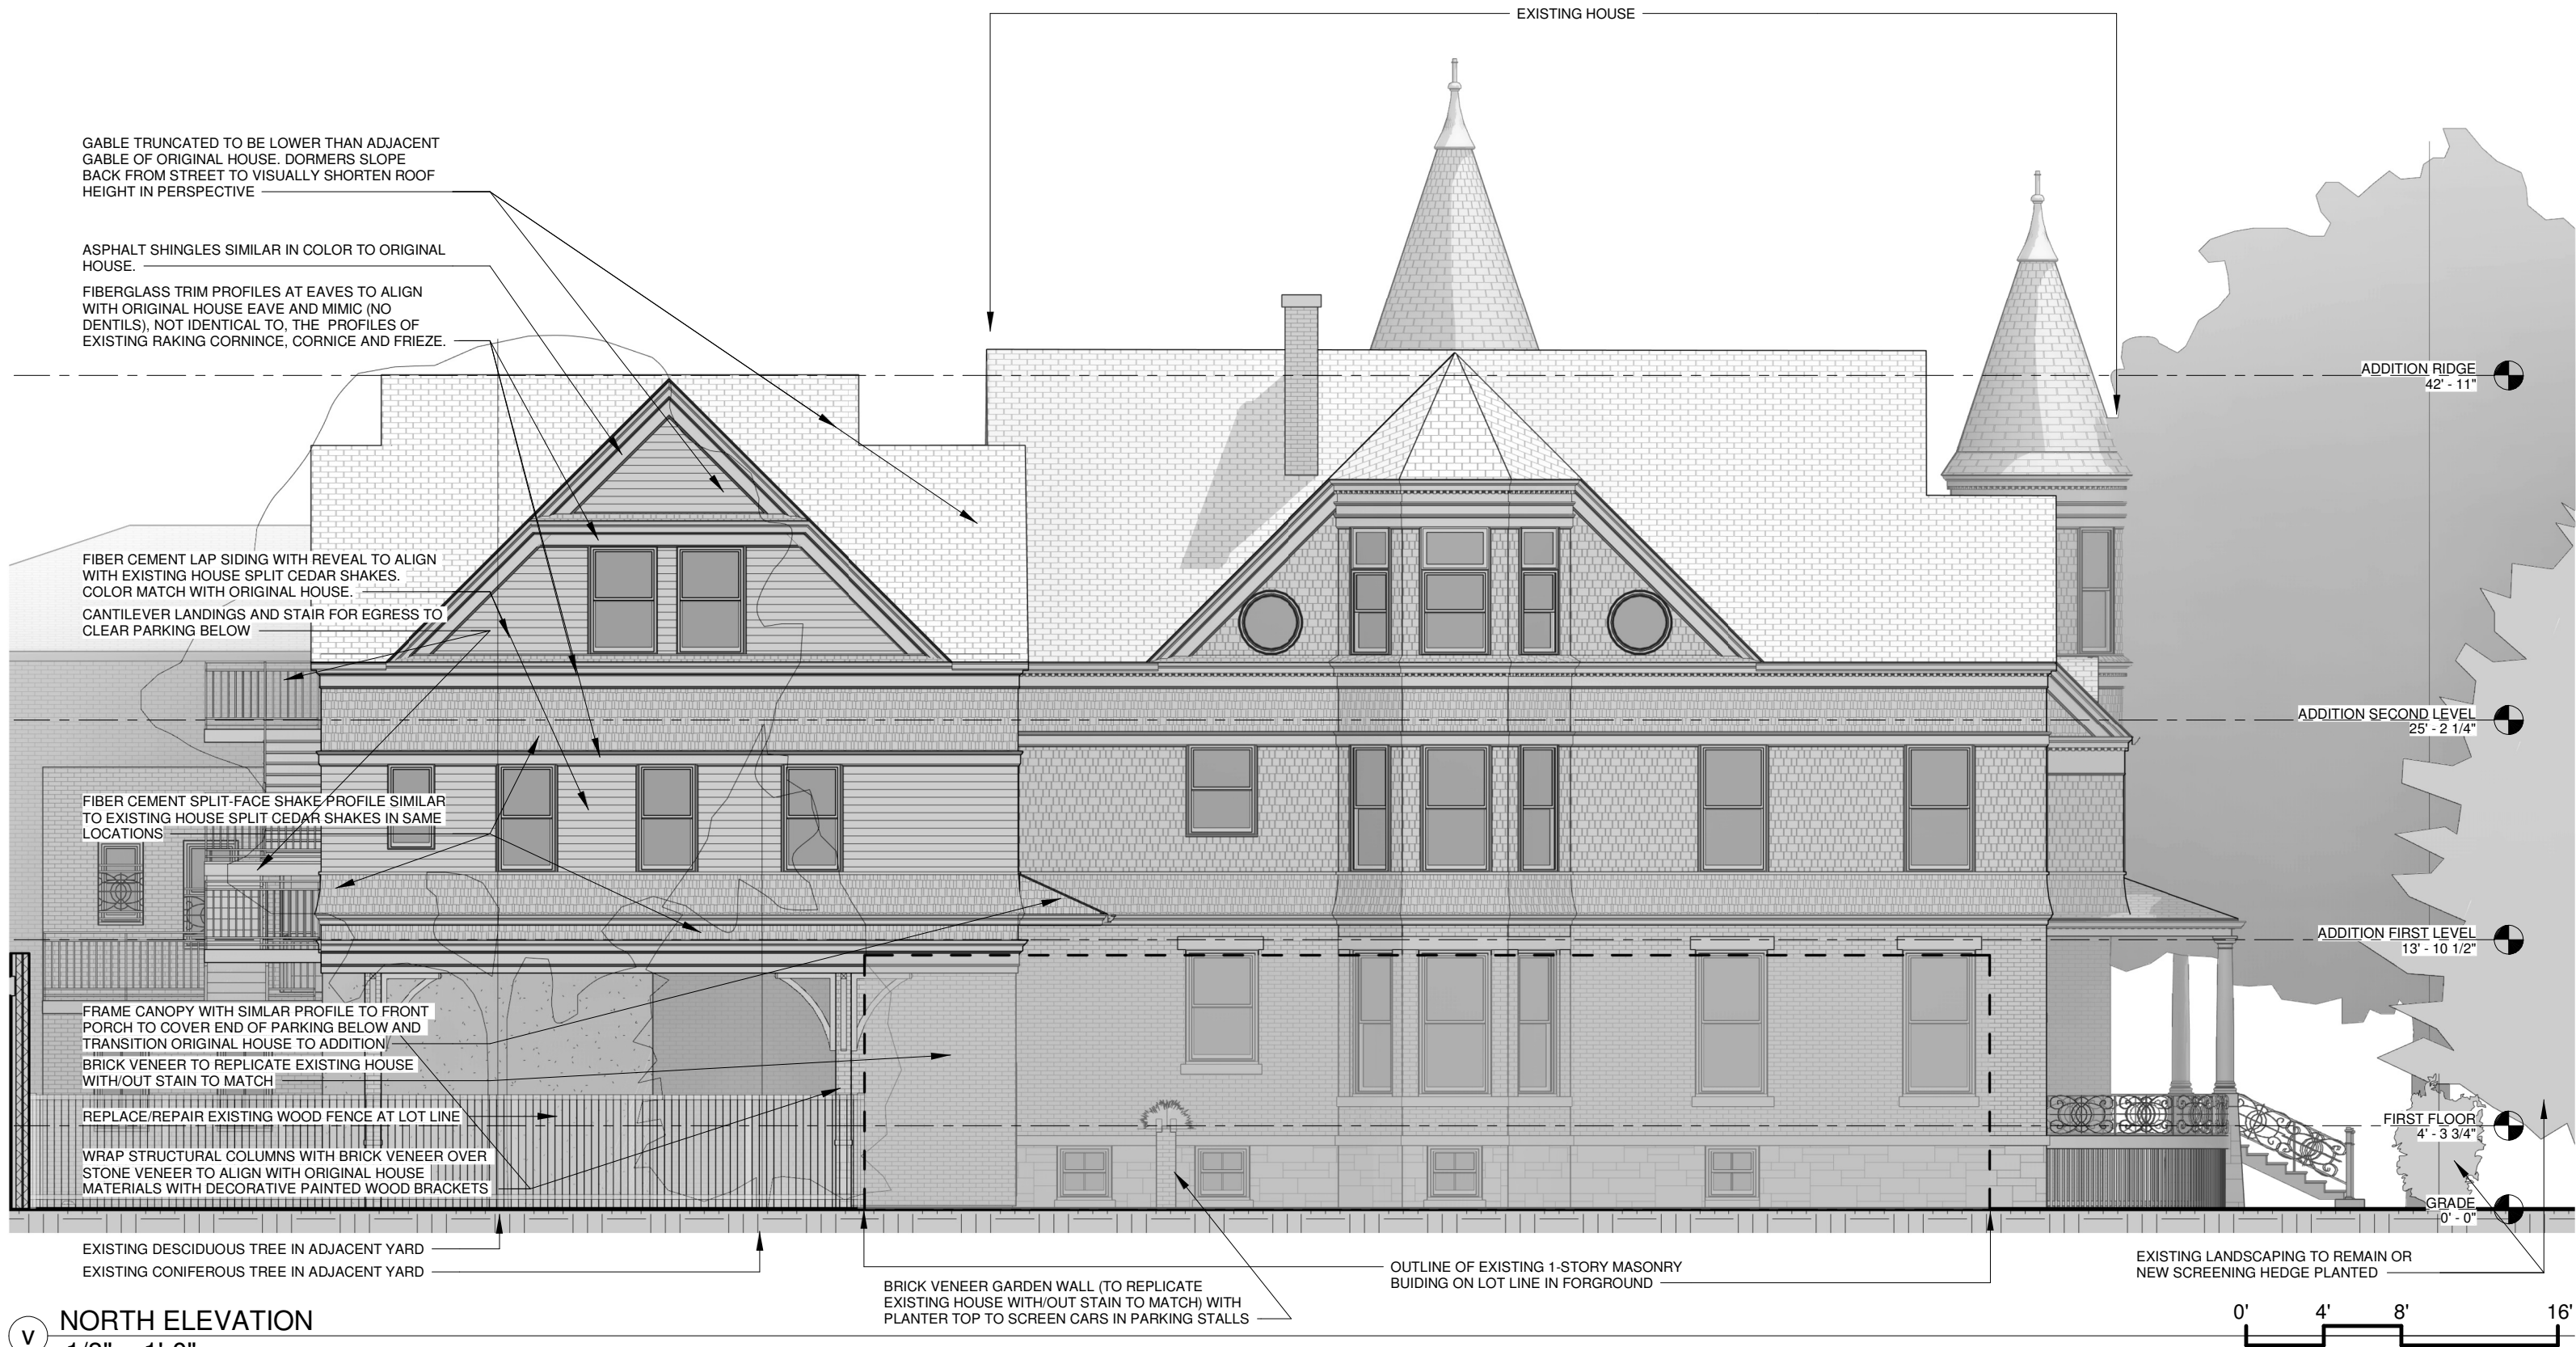 EXISTING HOUSE
GABLE TRUNCATED TO BE LOWER THAN ADJACENT
GABLE OF ORIGINAL HOUSE. DORMERS SLOPE
BACK FROM STREET TO VISUALLY SHORTEN ROOF
HEIGHT IN PERSPECTIVE
ASPHALT SHINGLES SIMILAR IN COLOR TO ORIGINAL
HOUSE.
FIBERGLASS TRIM PROFILES AT EAVES TO ALIGN
WITH ORIGINAL HOUSE EAVE AND MIMIC (NO
DENTILS), NOT IDENTICAL TO, THE PROFILES OF
EXISTING RAKING CORNINCE, CORNICE AND FRIEZE.
FIBER CEMENT LAP SIDING WITH REVEAL TO ALIGN
WITH EXISTING HOUSE SPLIT CEDAR SHAKES.
COLOR MATCH WITH ORIGINAL HOUSE.
CANTILEVER LANDINGS AND STAIR FOR EGRESS TO
CLEAR PARKING BELOW
FIBER CEMENT SPLIT-FACE SHAKE PROFILE SIMILAR
TO EXISTING HOUSE SPLIT CEDAR SHAKES IN SAME
LOCATIONS
FRAME CANOPY WITH SIMLAR PROFILE TO FRONT
PORCH TO COVER END OF PARKING BELOW AND
TRANSITION ORIGINAL HOUSE TO ADDITION
BRICK VENEER TO REPLICATE EXISTING HOUSE
WITH/OUT STAIN TO MATCH
REPLACE/REPAIR EXISTING WOOD FENCE AT LOT LINE
WRAP STRUCTURAL COLUMNS WITH BRICK VENEER OVER
STONE VENEER TO ALIGN WITH ORIGINAL HOUSE
MATERIALS WITH DECORATIVE PAINTED WOOD BRACKETS
EXISTING DESCIDUOUS TREE IN ADJACENT YARD
EXISTING CONIFEROUS TREE IN ADJACENT YARD
BRICK VENEER GARDEN WALL (TO REPLICATE
EXISTING HOUSE WITH/OUT STAIN TO MATCH) WITH
PLANTER TOP TO SCREEN CARS IN PARKING STALLS
OUTLINE OF EXISTING 1-STORY MASONRY
BUIDING ON LOT LINE IN FORGROUND
EXISTING LANDSCAPING TO REMAIN OR
NEW SCREENING HEDGE PLANTED
ADDITION RIDGE
42' - 11"
ADDITION SECOND LEVEL
25' - 2 1/4"
ADDITION FIRST LEVEL
13' - 10 1/2"
FIRST FLOOR
4' - 3 3/4"
GRADE
0' - 0"
V NORTH ELEVATION
0' 4' 8' 16'